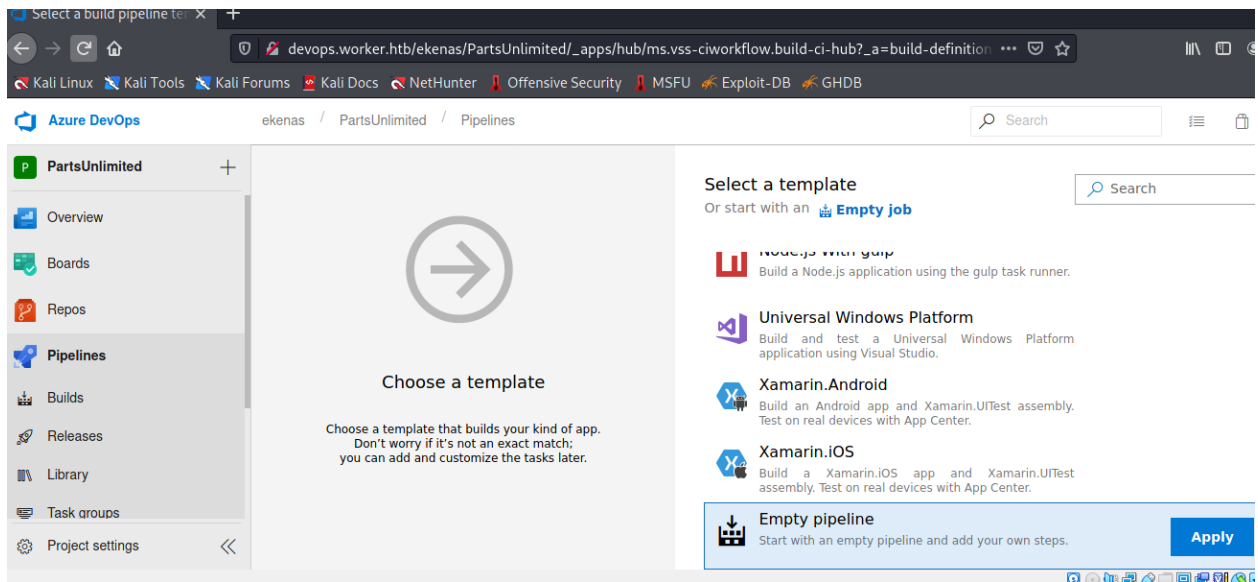 Select a build pipeline ten
devops.worker.htb/ekenas/PartsUnlimited/_apps/hub/ms.vss-ciworkflow.build-ci-hub?_a=build-definition
Kali Linux Kali Tools Kali Forums Kali Docs NetHunter Offensive Security MSFU Exploit-DB GHDB
Azure DevOps ekenas / PartsUnlimited / Pipelines Search
P PartsUnlimited
Overview
Boards
Repos
Pipelines
Builds
Releases
Library
Task groups
Project settings
Choose a template
Choose a template that builds your kind of app.
Don't worry if it's not an exact match;
you can add and customize the tasks later.
Select a template
Search
Or start with an Empty job
Node.js With gulp
Build a Node.js application using the gulp task runner.
Universal Windows Platform
Build and test a Universal Windows Platform
application using Visual Studio.
Xamarin.Android
Build an Android app and Xamarin.UITest assembly.
Test on real devices with App Center.
Xamarin.iOS
Build a Xamarin.iOS app and Xamarin.UITest
assembly. Test on real devices with App Center.
Empty pipeline
Start with an empty pipeline and add your own steps.
Apply